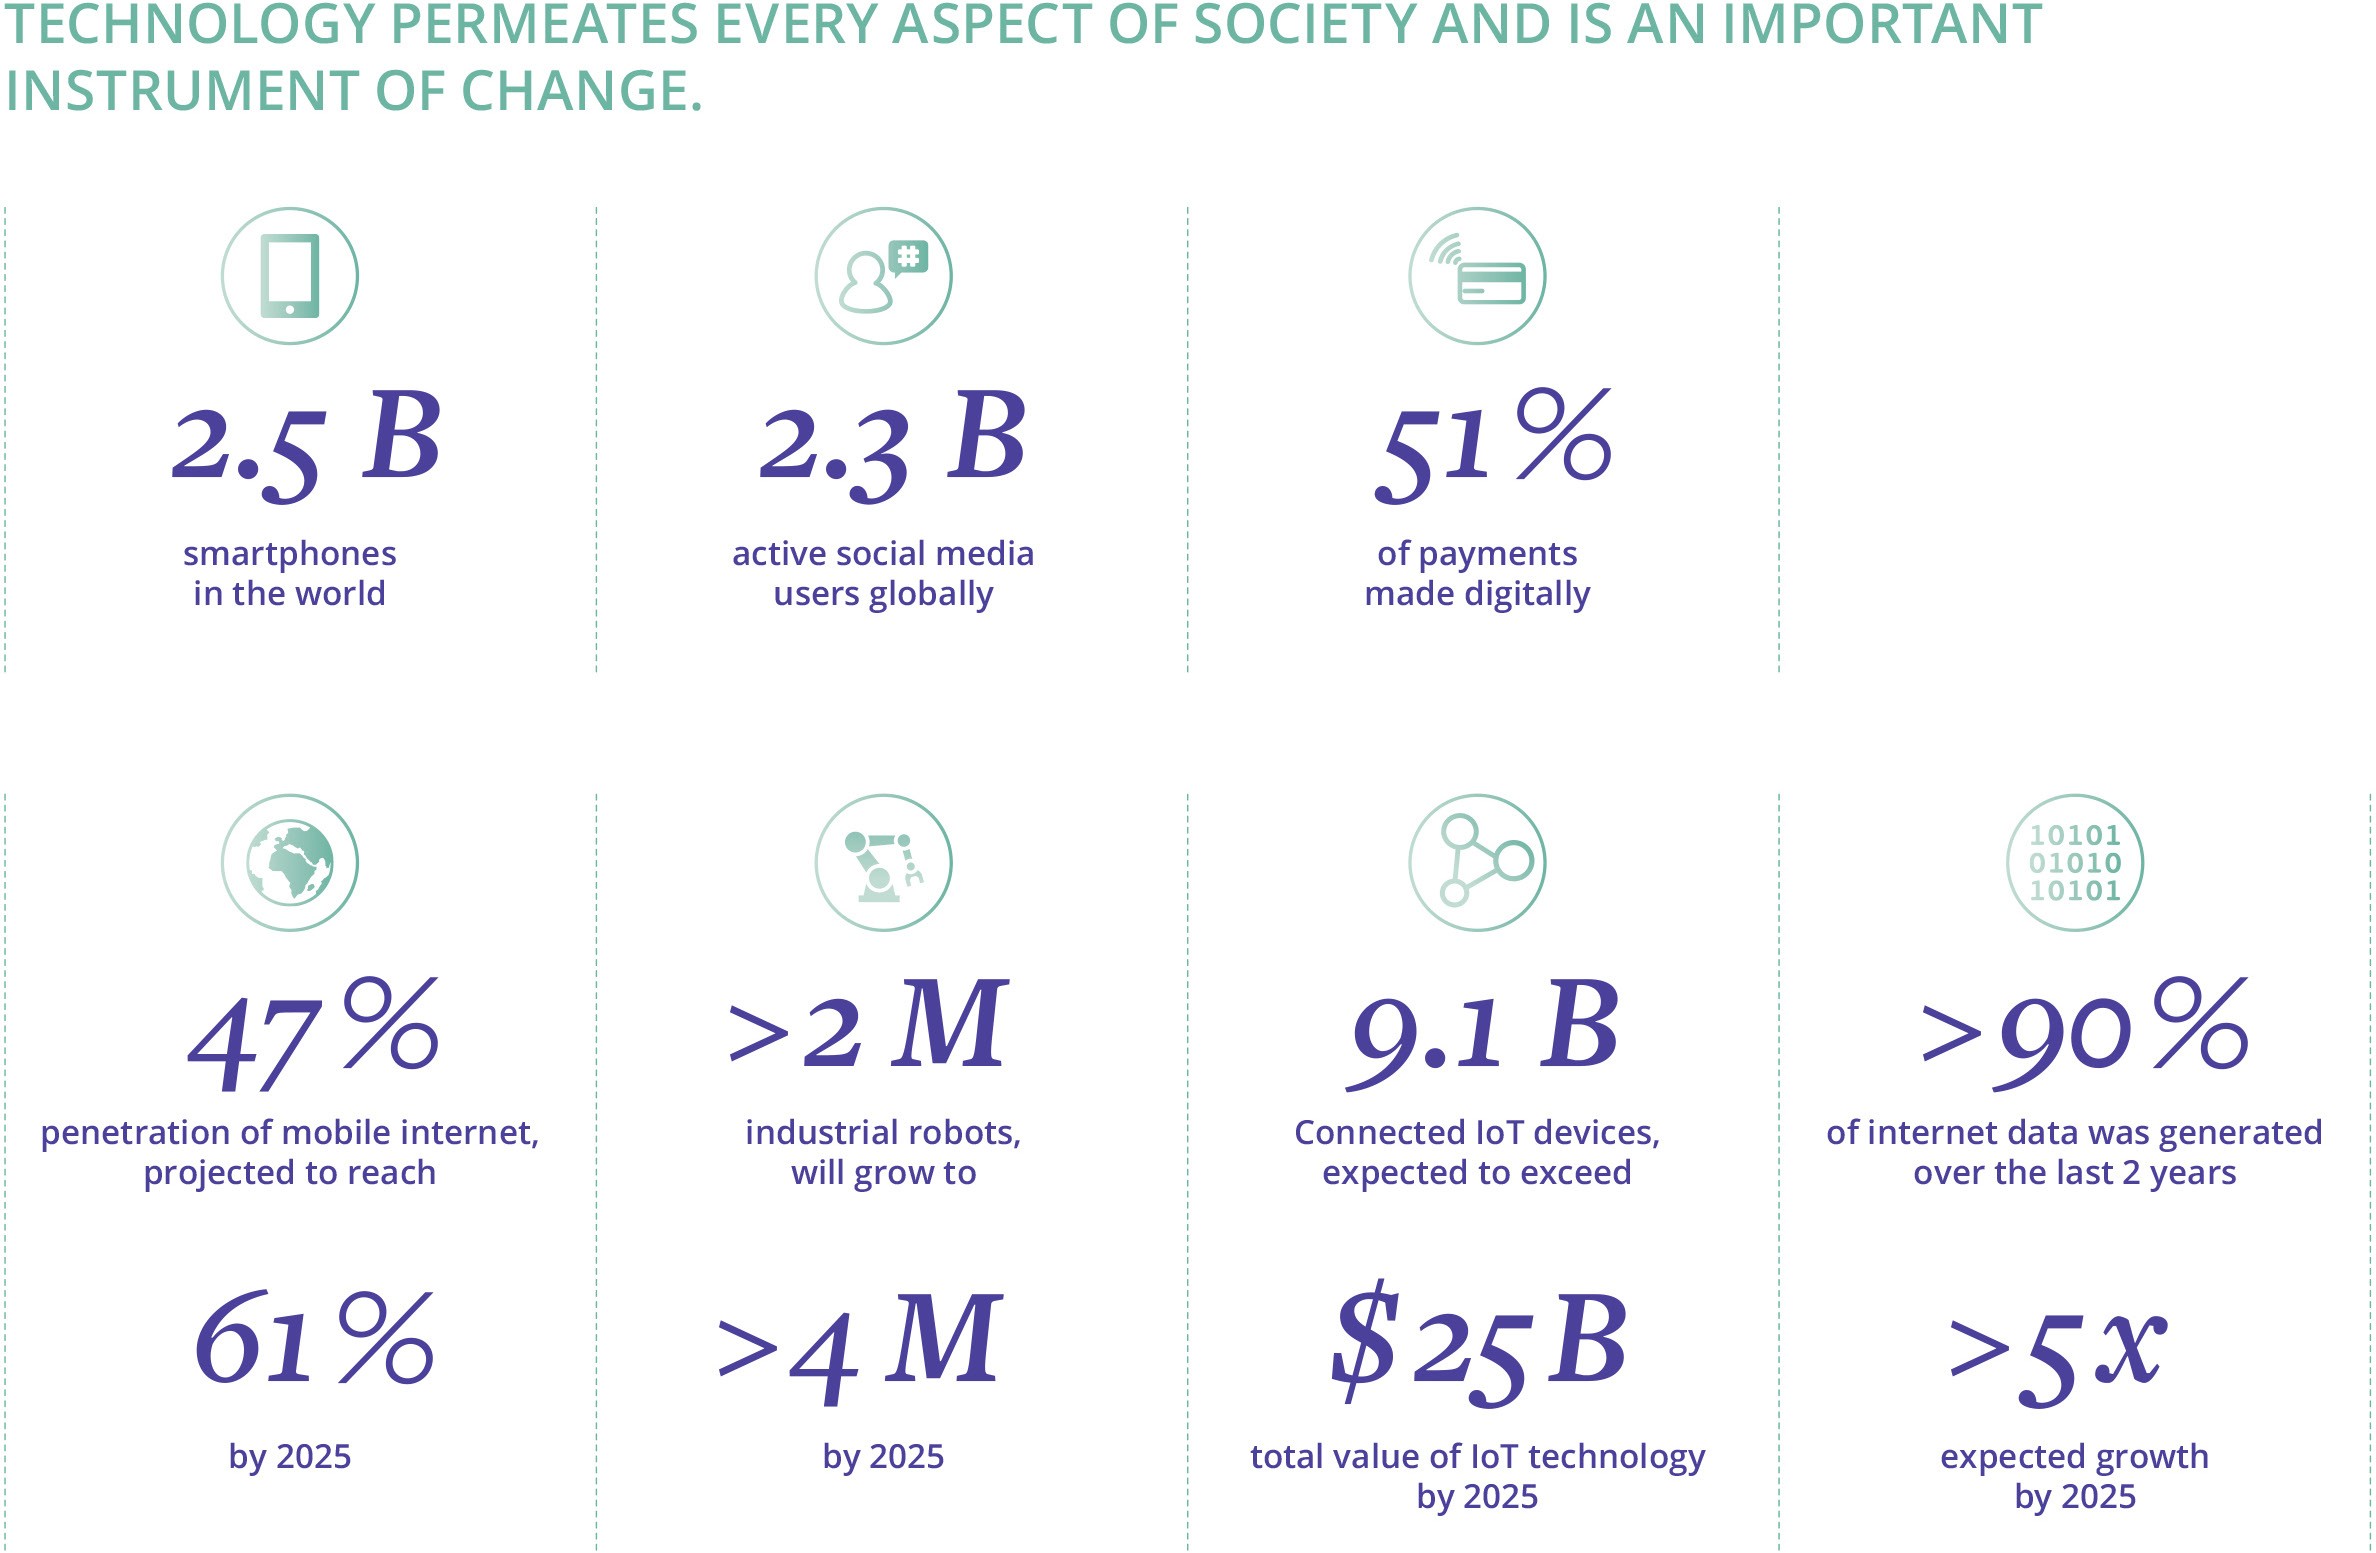 TECHNOLOGY PERMEATES EVERY ASPECT OF SOCIETY AND IS AN IMPORTANT
INSTRUMENT OF CHANGE.
#
2.5 B
smartphones
in the world
2.3 B
active social media
users globally
51%
of payments
made digitally
47%
penetration of mobile internet,
projected to reach
61%
by 2025
>2 M
industrial robots,
will grow to
>4 M
by 2025
9.1 B
Connected IoT devices,
expected to exceed
$25B
total value of IoT technology
by 2025
10101
01010
10101
>90%
of internet data was generated
over the last 2 years
>5x
expected growth
by 2025